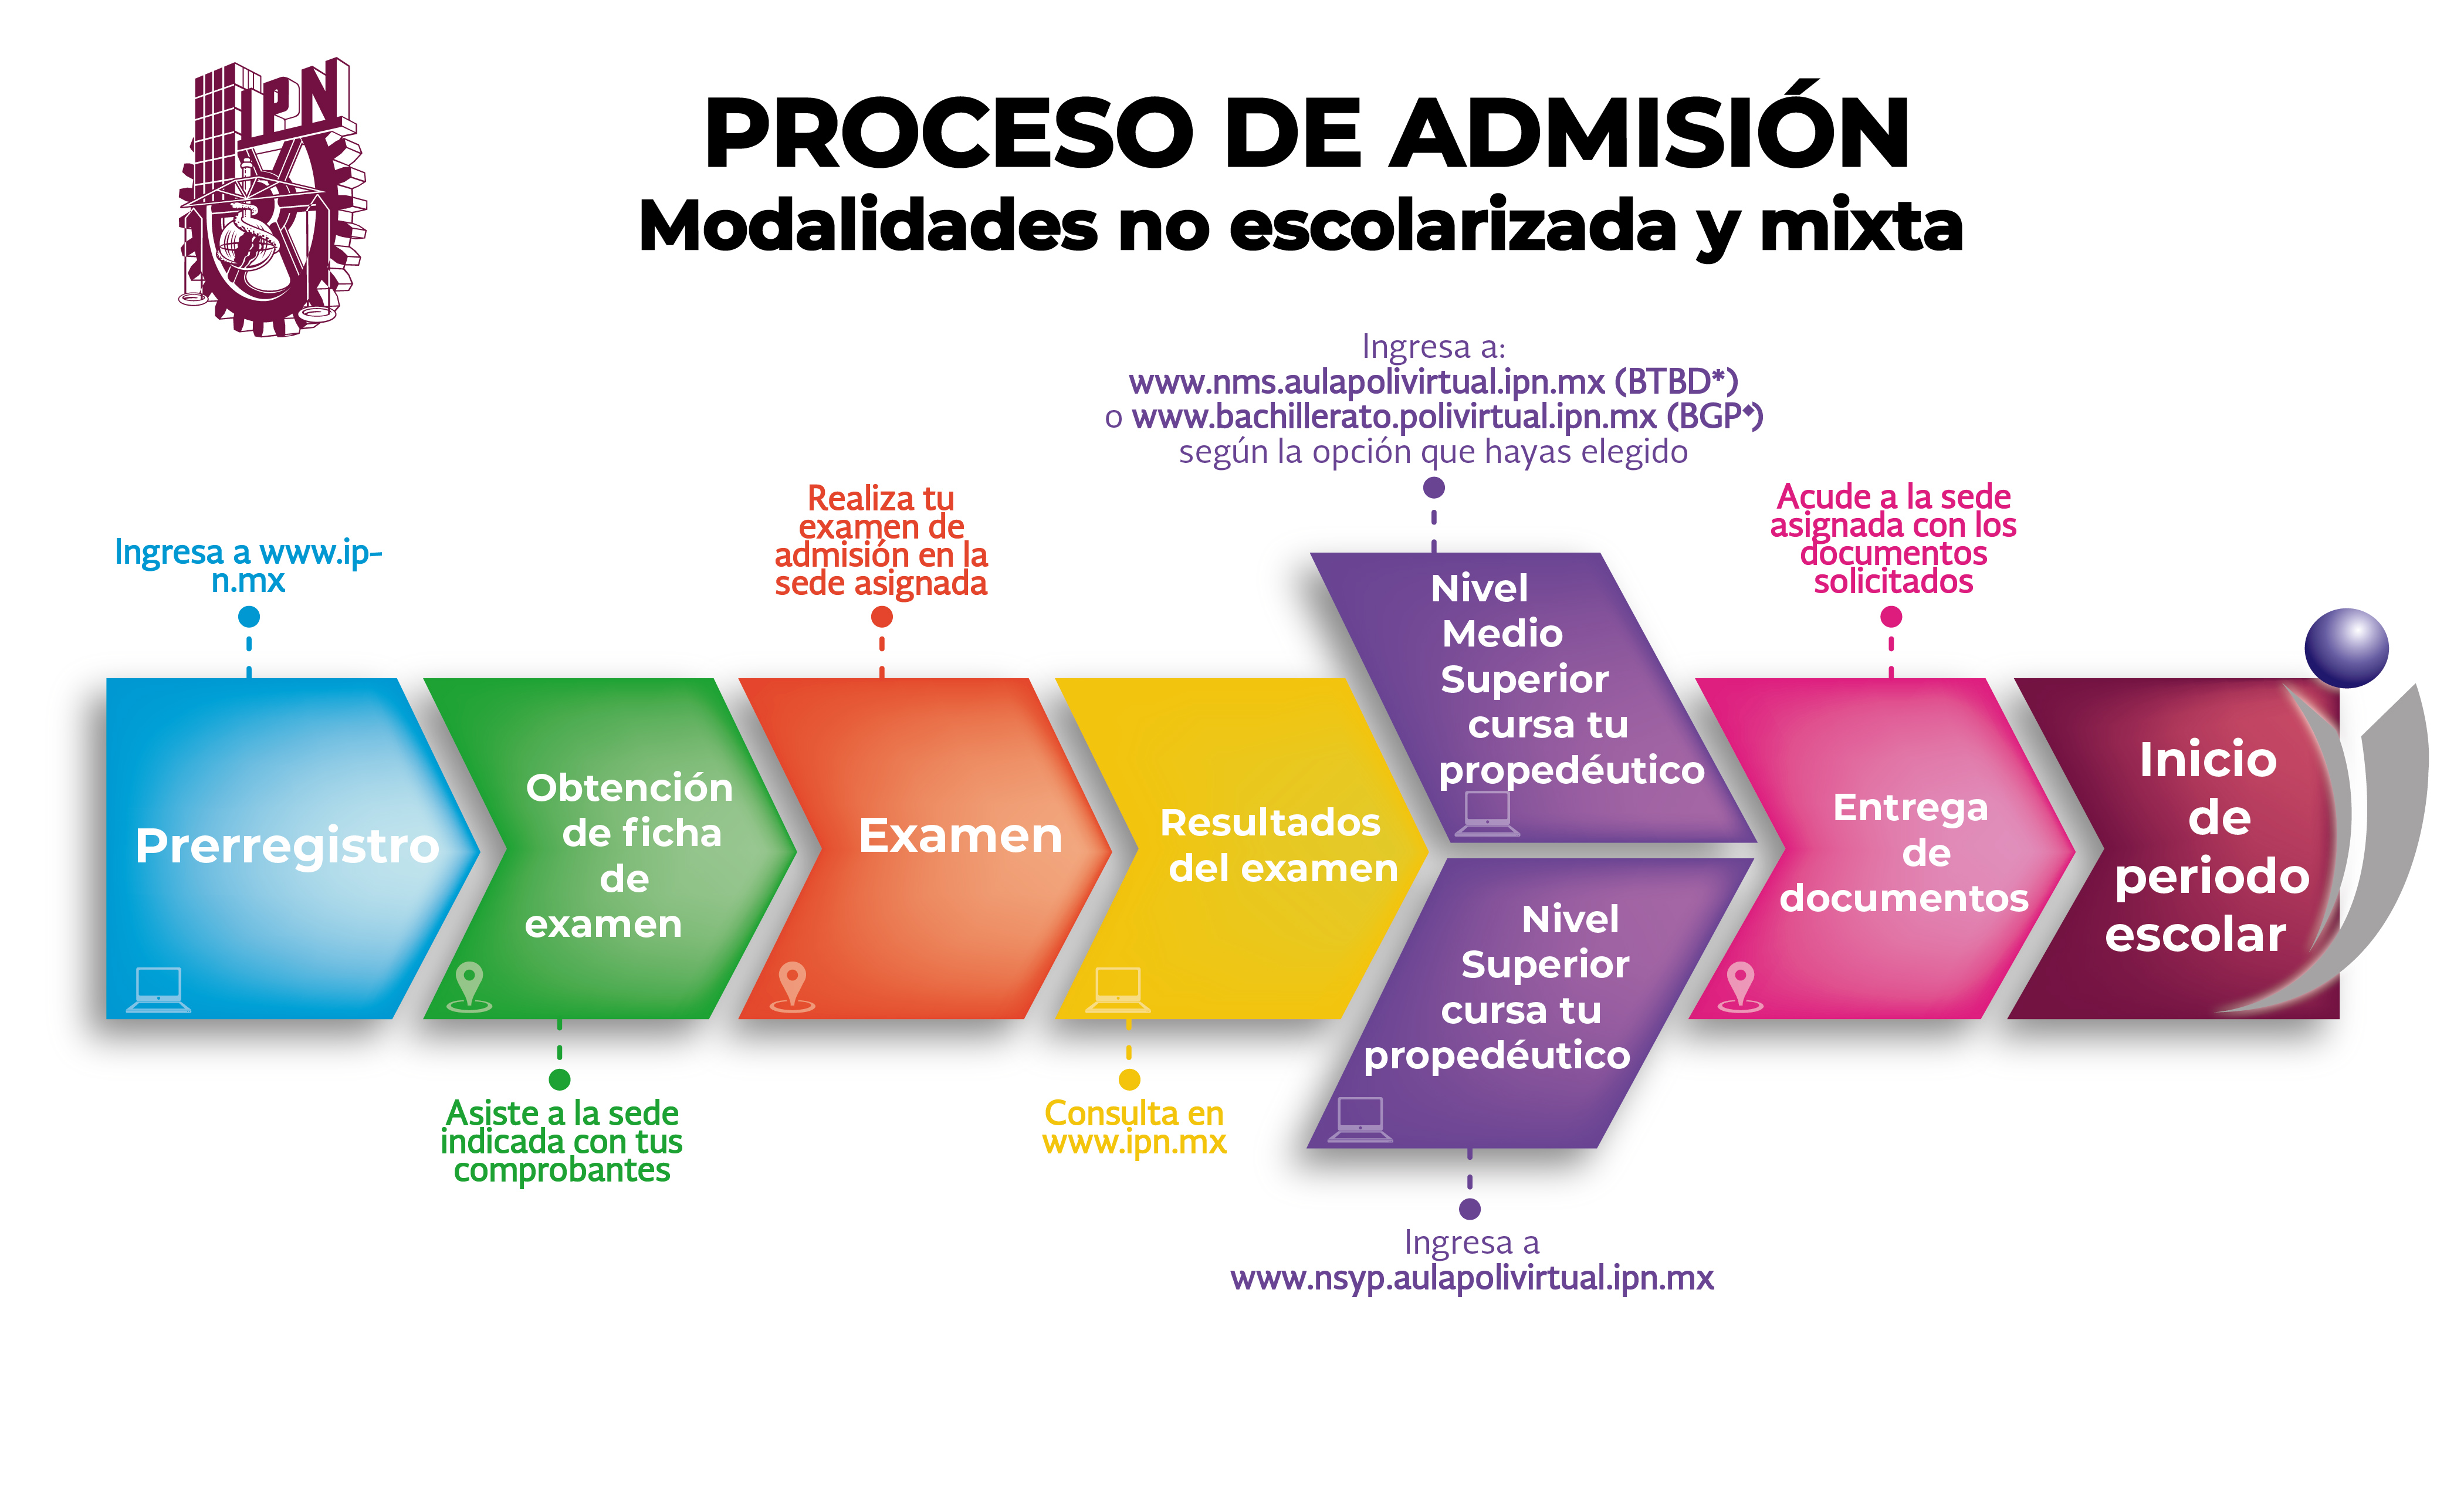 IPN
PROCESO DE ADMISIÓN
Modalidades no escolarizada y mixta
Ingresa a www.ip-
n.mx
Prerregistro
Obtención
de ficha
de
examen
Asiste a la sede
indicada con tus
comprobantes
Realiza tu
examen de
admisión en la
sede asignada
Examen
Resultados
del examen
Consulta en
www.ipn.mx
Ingresa a:
www.nms.aulapolivirtual.ipn.mx (BTBD*)
o www.bachillerato.polivirtual.ipn.mx (BGP◆)
según la opción que hayas elegido
Nivel
Medio
Superior
cursa tu
propedéutico
Nivel
Superior
cursa tu
propedéutico
Ingresa a
www.nsyp.aulapolivirtual.ipn.mx
Acude a la sede
asignada con los
documentos
solicitados
Entrega
de
documentos
Inicio
de
periodo
escolar